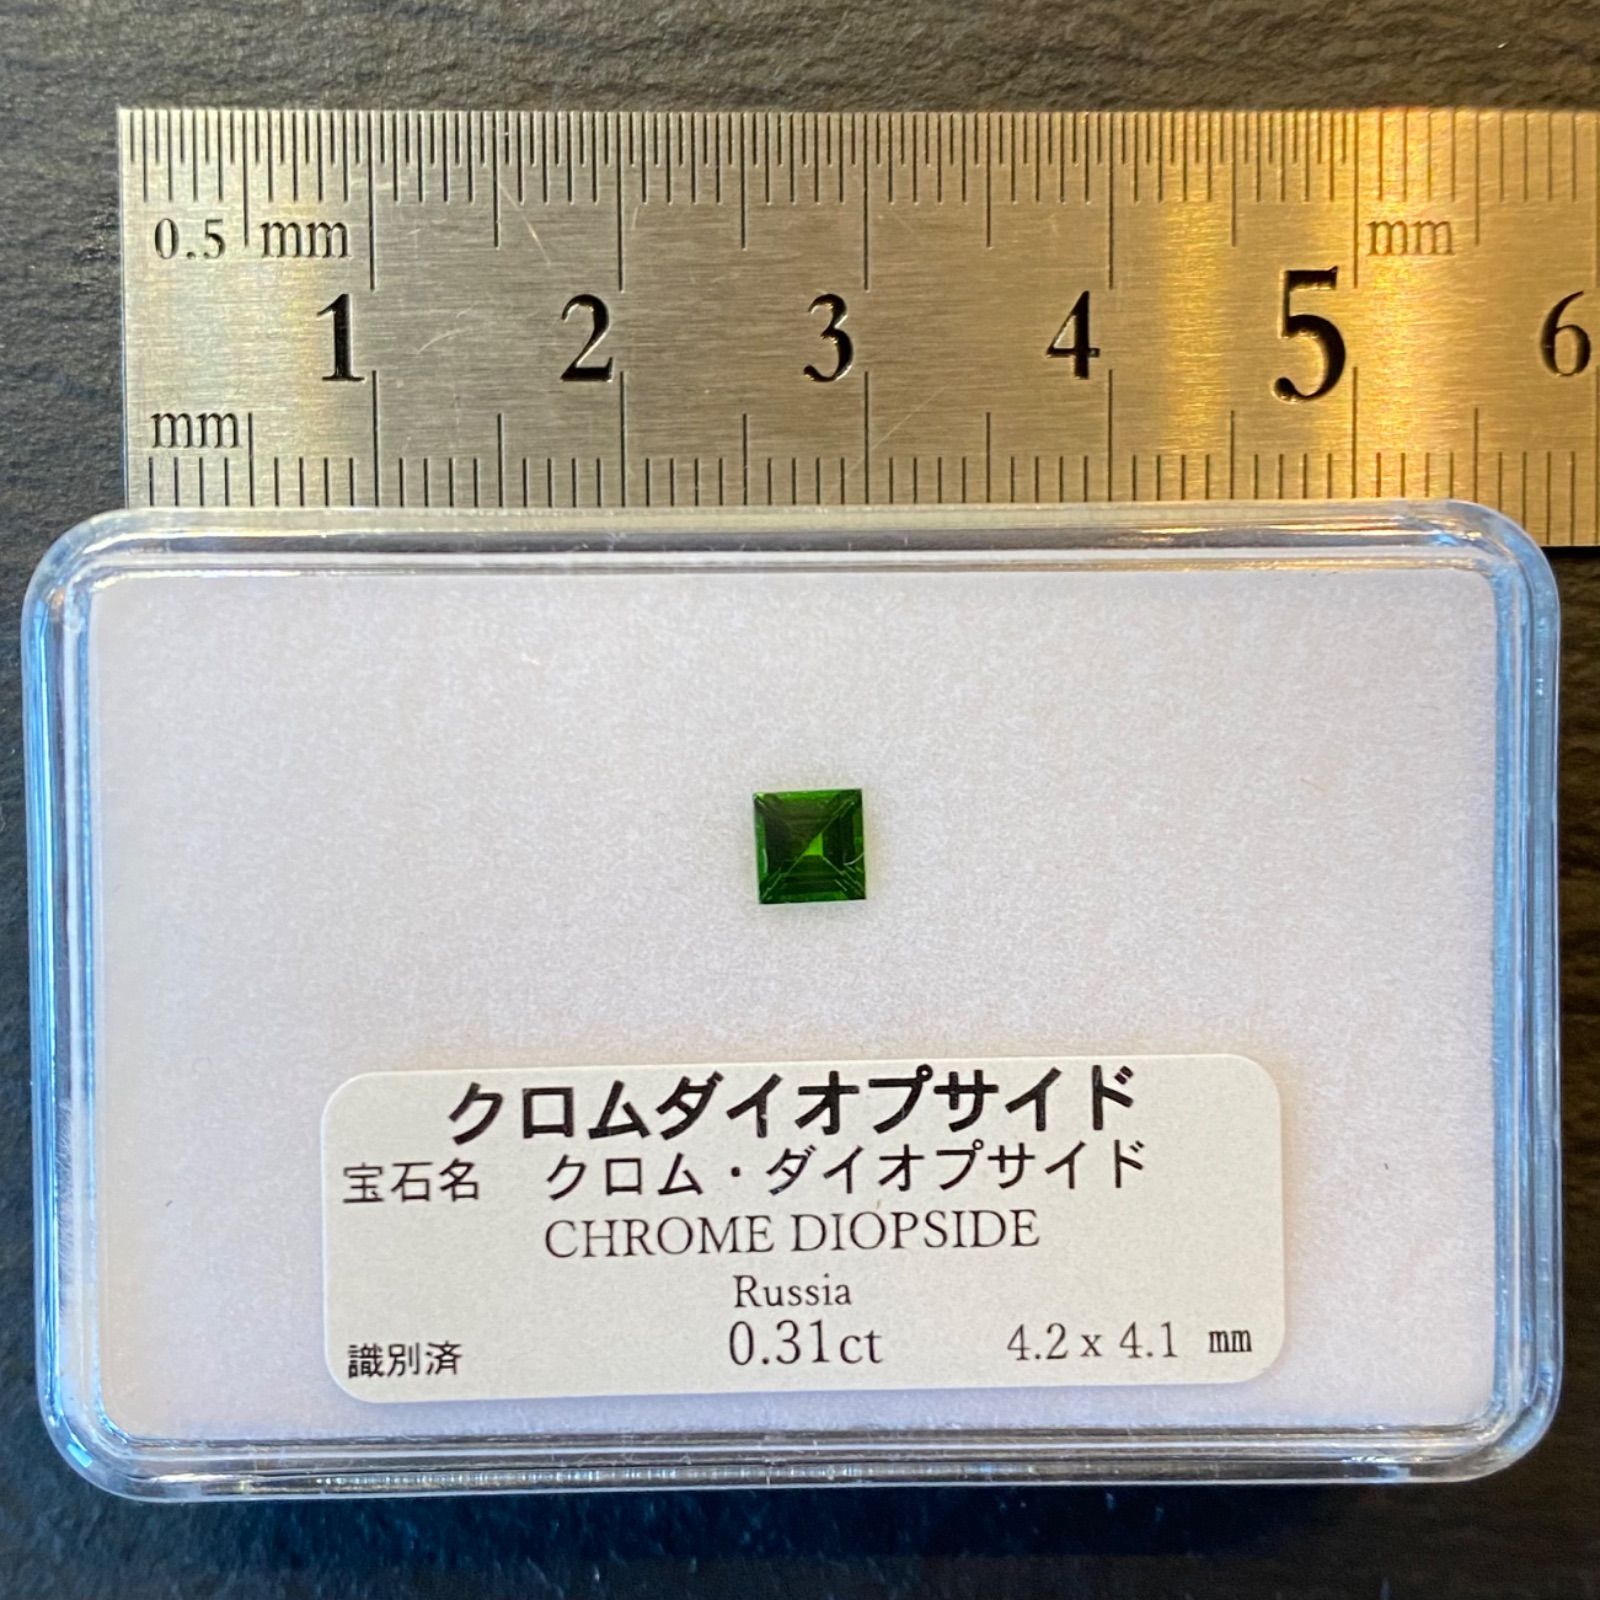 0.5 mm mm
1 2 3 4 5 6
mm
クロムダイオプサイド
宝石名 クロム・ダイオプサイド
CHROME DIOPSIDE
Russia
識別済 0.31ct 4.2 x 4.1 mm